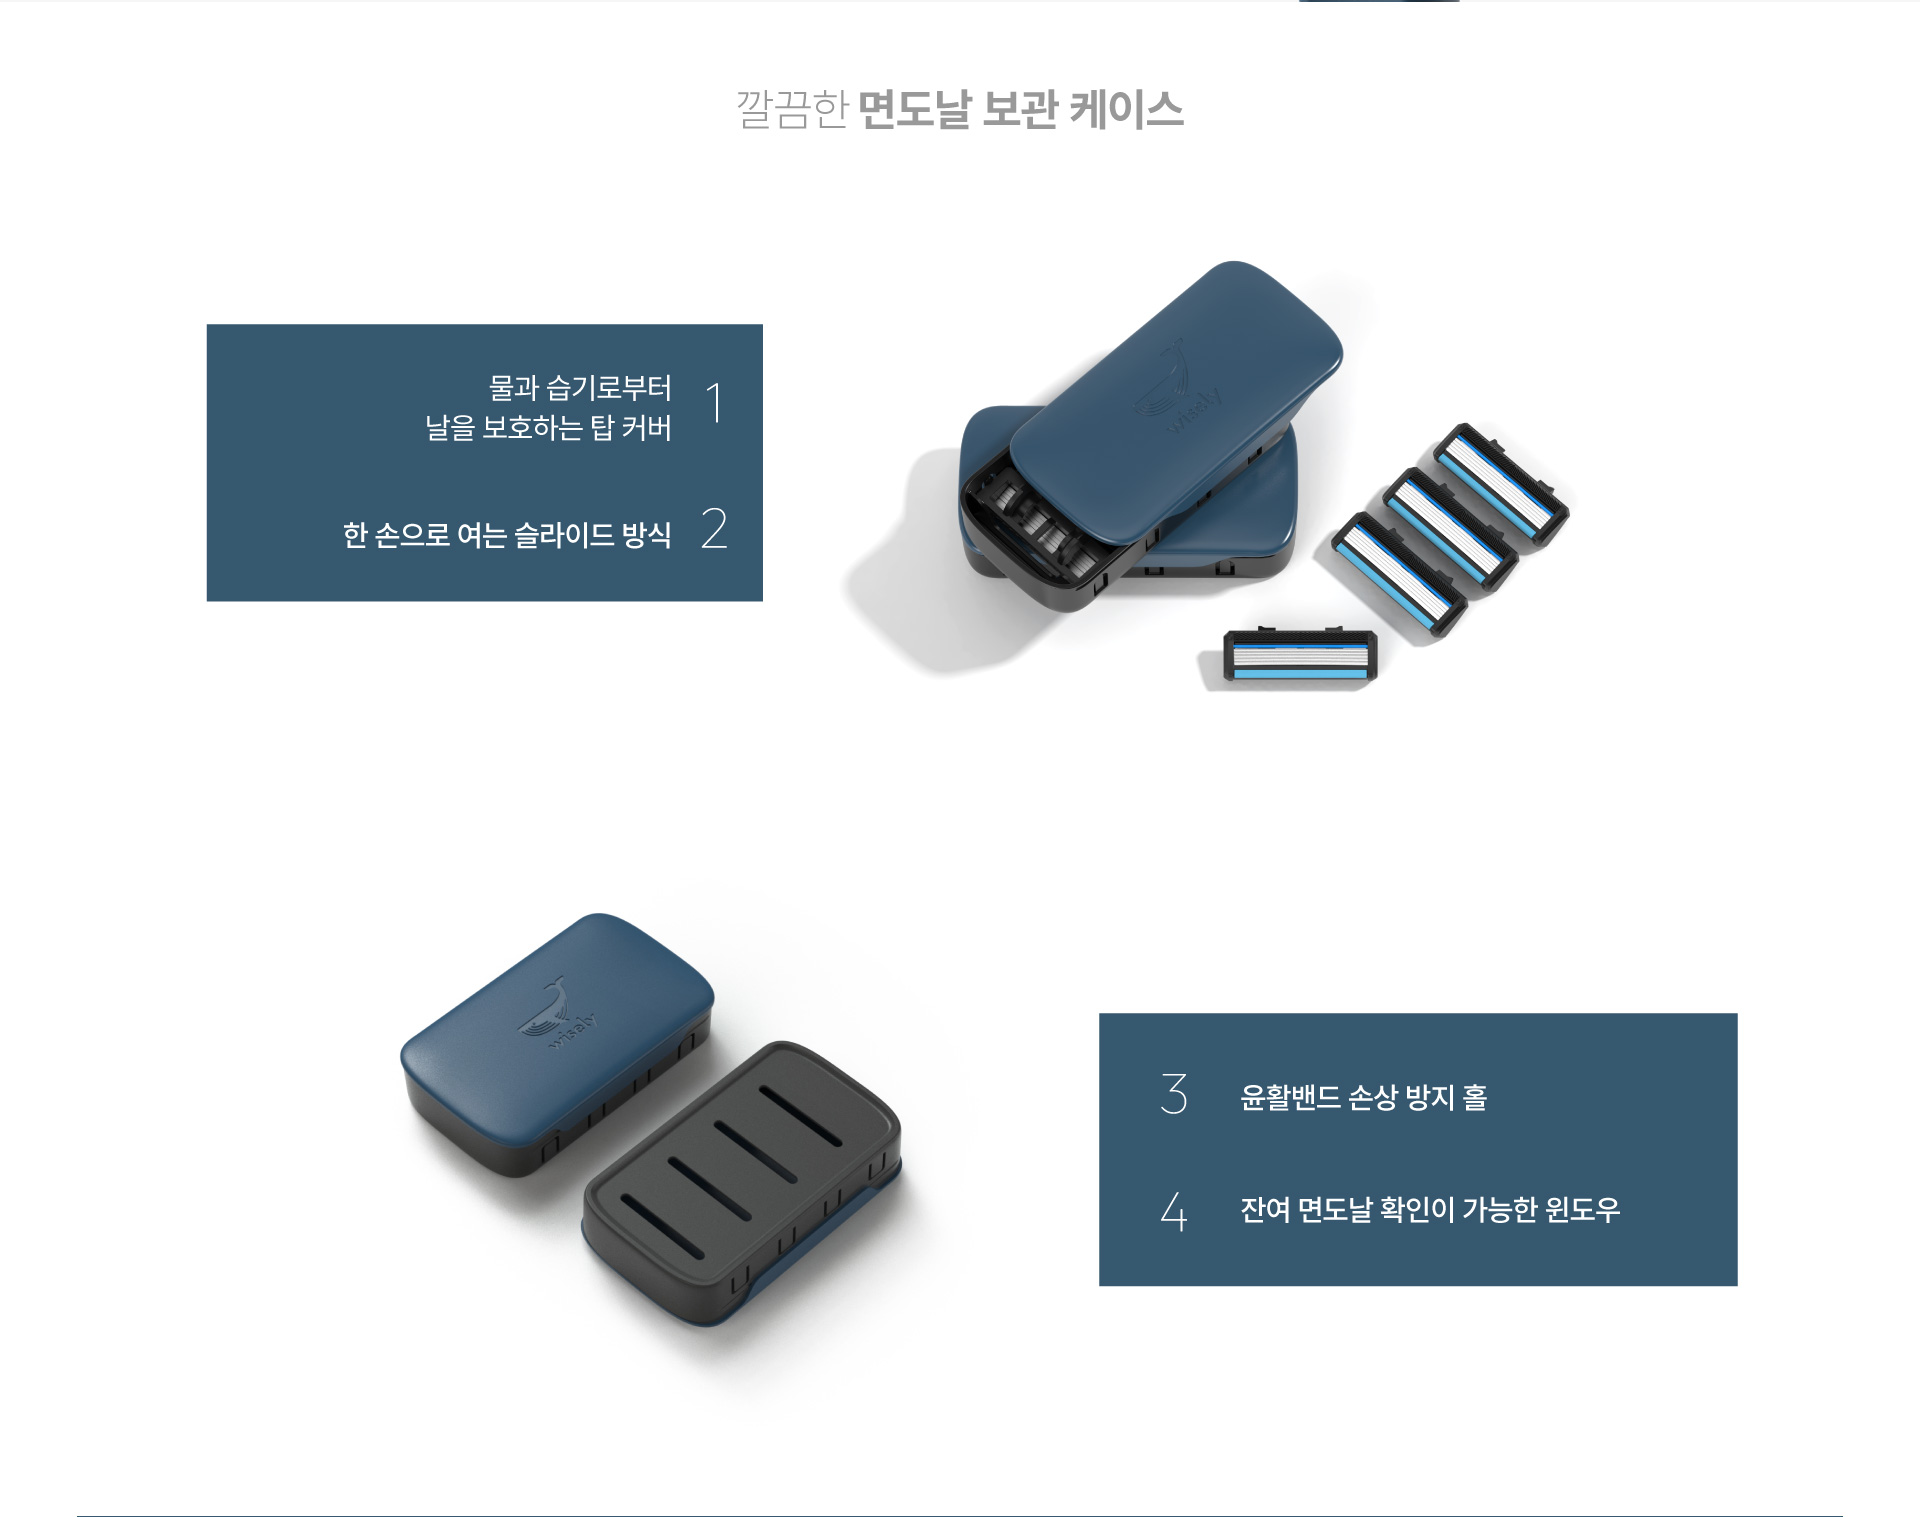 깔끔한 면도날 보관 케이스
물과 습기로부터
날을 보호하는 탑 커버
1
한 손으로 여는 슬라이드 방식 2
wisely
wisely
3 윤활밴드 손상 방지 홀
4 잔여 면도날 확인이 가능한 윈도우